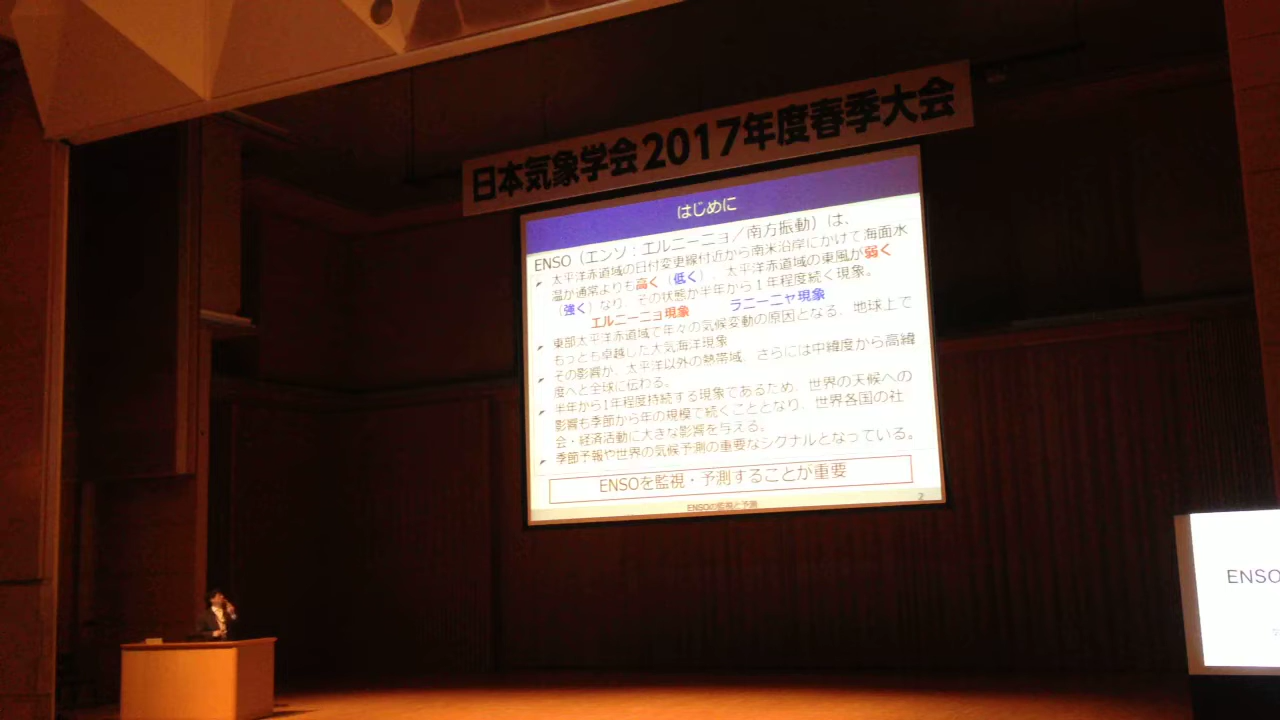 日本気象学会2017年度春季大会
はじめに
ENSO（エンソ：エルニーニョ／南方振動）は、
太平洋赤道域の日付変更線付近から南米沿岸にかけて海面水
温が通常よりも高く（低く）、太平洋赤道域の東風が弱く
（強く）なり、その状態が半年から1年程度続く現象。
エルニーニョ現象 ラニーニャ現象
東部太平洋赤道域で年々の気候変動の原因となる、地球上で
もっとも卓越した大気海洋現象
その影響が、太平洋以外の熱帯域、さらには中緯度から高緯
度へと全球に伝わる。
半年から1年程度持続する現象であるため、世界の天候への
影響も季節から年の規模で続くこととなり、世界各国の社
会・経済活動に大きな影響を与える。
季節予報や世界の気候予測の重要なシグナルとなっている。
ENSOを監視・予測することが重要
ENSOの監視と予測
2
ENSO